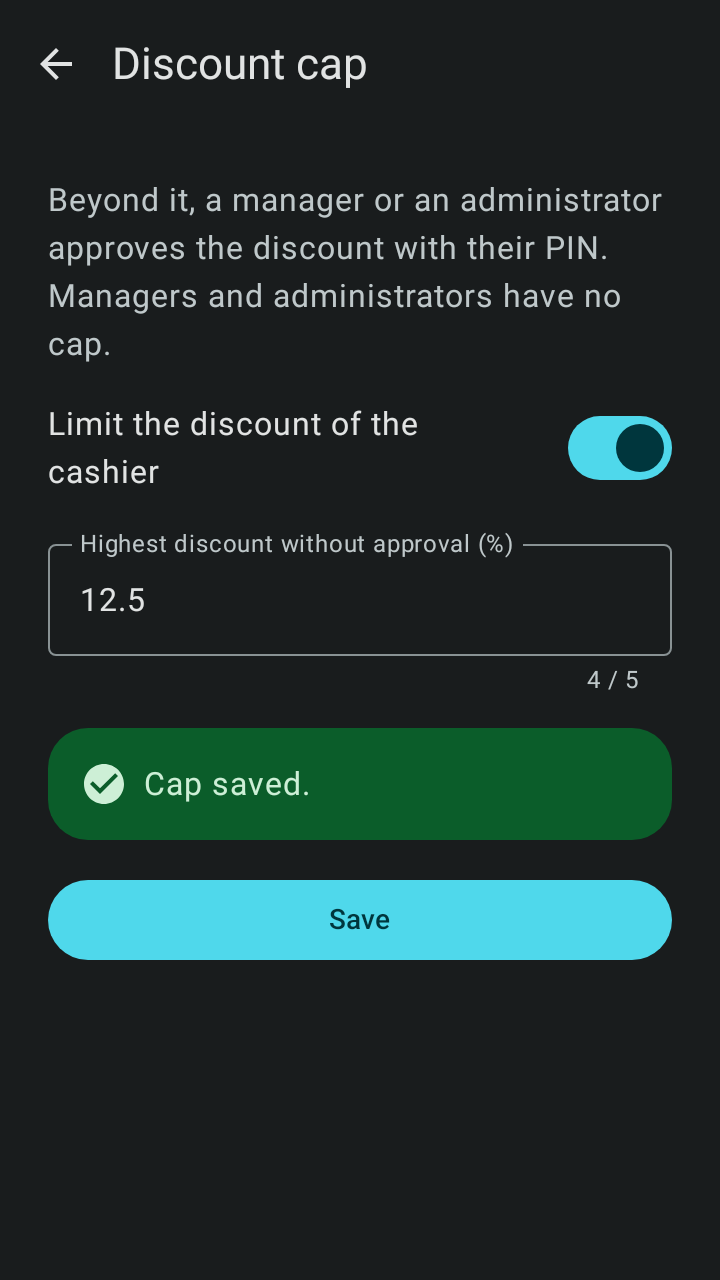 Discount cap
Beyond it, a manager or an administrator
approves the discount with their PIN.
Managers and administrators have no
cap.
Limit the discount of the
cashier
Highest discount without approval (%)
12.5
4 / 5
Cap saved.
Save